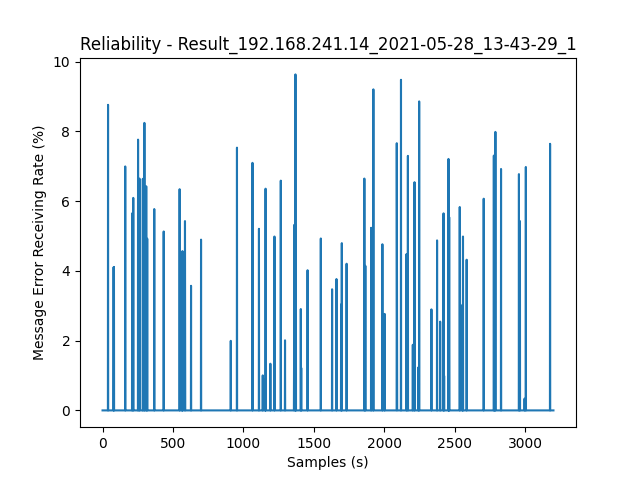 Reliability - Result_192.168.241.14_2021-05-28_13-43-29_1
10
8
6
4
2
0
Message Error Receiving Rate (%)
0 500 1000 1500 2000 2500 3000
Samples (s)